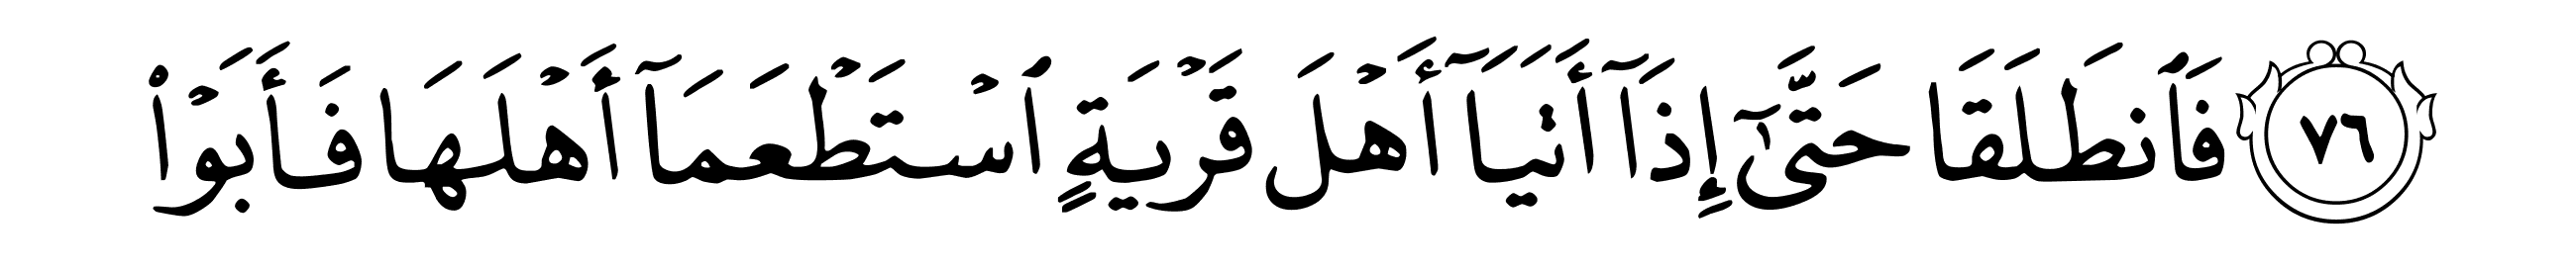 ٧٦ فَٱنطَلَقَا حَتَّىٰٓ إِذَآ أَتَيَآ أَهْلَ قَرْيَةٍ ٱسْتَطْعَمَآ أَهْلَهَا فَأَبَوْا۟